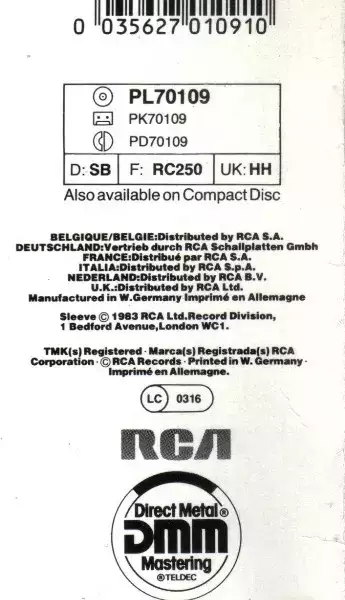 0 035627 010910
PL70109
PK70109
PD70109
D: SB F: RC250 UK: HH
Also available on Compact Disc
BELGIQUE/BELGIE:Distributed by RCA S.A.
DEUTSCHLAND:Vertrieb durch RCA Schallplatten Gmbh
FRANCE:Distribué par RCA S.A.
ITALIA:Distributed by RCA S.p.A.
NEDERLAND:Distributed by RCA B.V.
U.K.:Distributed by RCA Ltd.
Manufactured in W.Germany Imprimé en Allemagne
Sleeve © 1983 RCA Ltd.Record Division,
1 Bedford Avenue,London WC1.
TMK(s) Registered · Marca(s) Registrada(s) RCA
Corporation · © RCA Records · Printed in W. Germany ·
Imprimé en Allemagne.
LC 0316
RCA
Direct Metal®
DMM
Mastering
®TELDEC